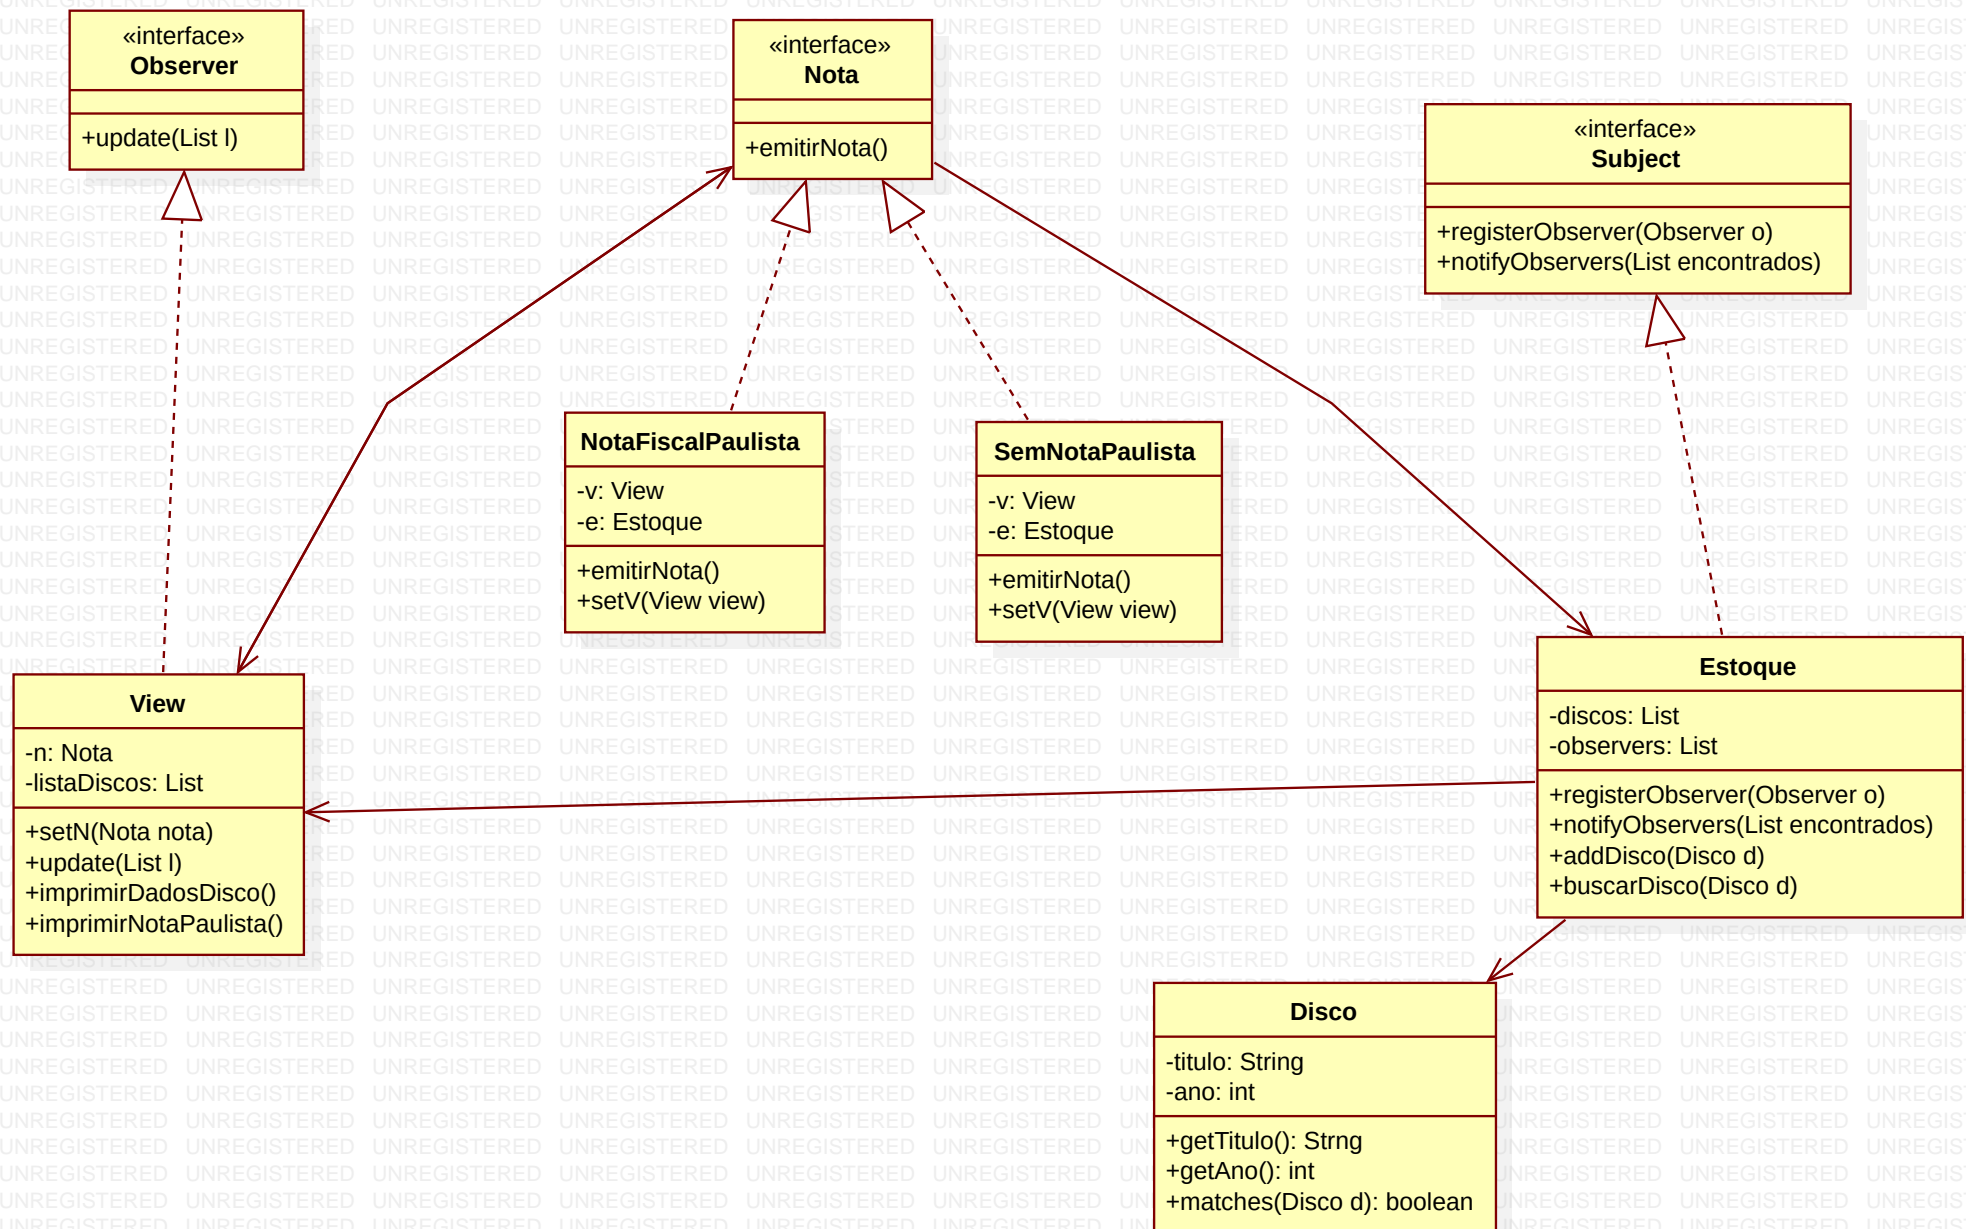 «interface»
Observer
+update(List l)
«interface»
Nota
+emitirNota()
«interface»
Subject
+registerObserver(Observer o)
+notifyObservers(List encontrados)
NotaFiscalPaulista
-v: View
-e: Estoque
+emitirNota()
+setV(View view)
SemNotaPaulista
-v: View
-e: Estoque
+emitirNota()
+setV(View view)
View
-n: Nota
-listaDiscos: List
+setN(Nota nota)
+update(List l)
+imprimirDadosDisco()
+imprimirNotaPaulista()
Estoque
-discos: List
-observers: List
+registerObserver(Observer o)
+notifyObservers(List encontrados)
+addDisco(Disco d)
+buscarDisco(Disco d)
Disco
-titulo: String
-ano: int
+getTitulo(): Strng
+getAno(): int
+matches(Disco d): boolean
UNREGISTERED